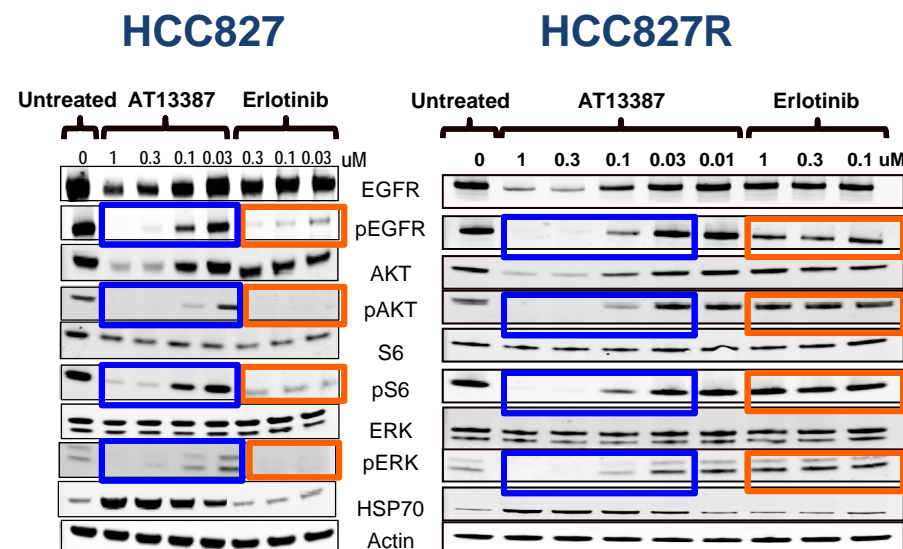 HCC827 HCC827R
Untreated AT13387 Erlotinib Untreated AT13387 Erlotinib
0 1 0.3 0.1 0.03 0.3 0.1 0.03 uM 0 1 0.3 0.1 0.03 0.01 1 0.3 0.1 uM
EGFR
pEGFR
AKT
pAKT
S6
pS6
ERK
pERK
HSP70
Actin